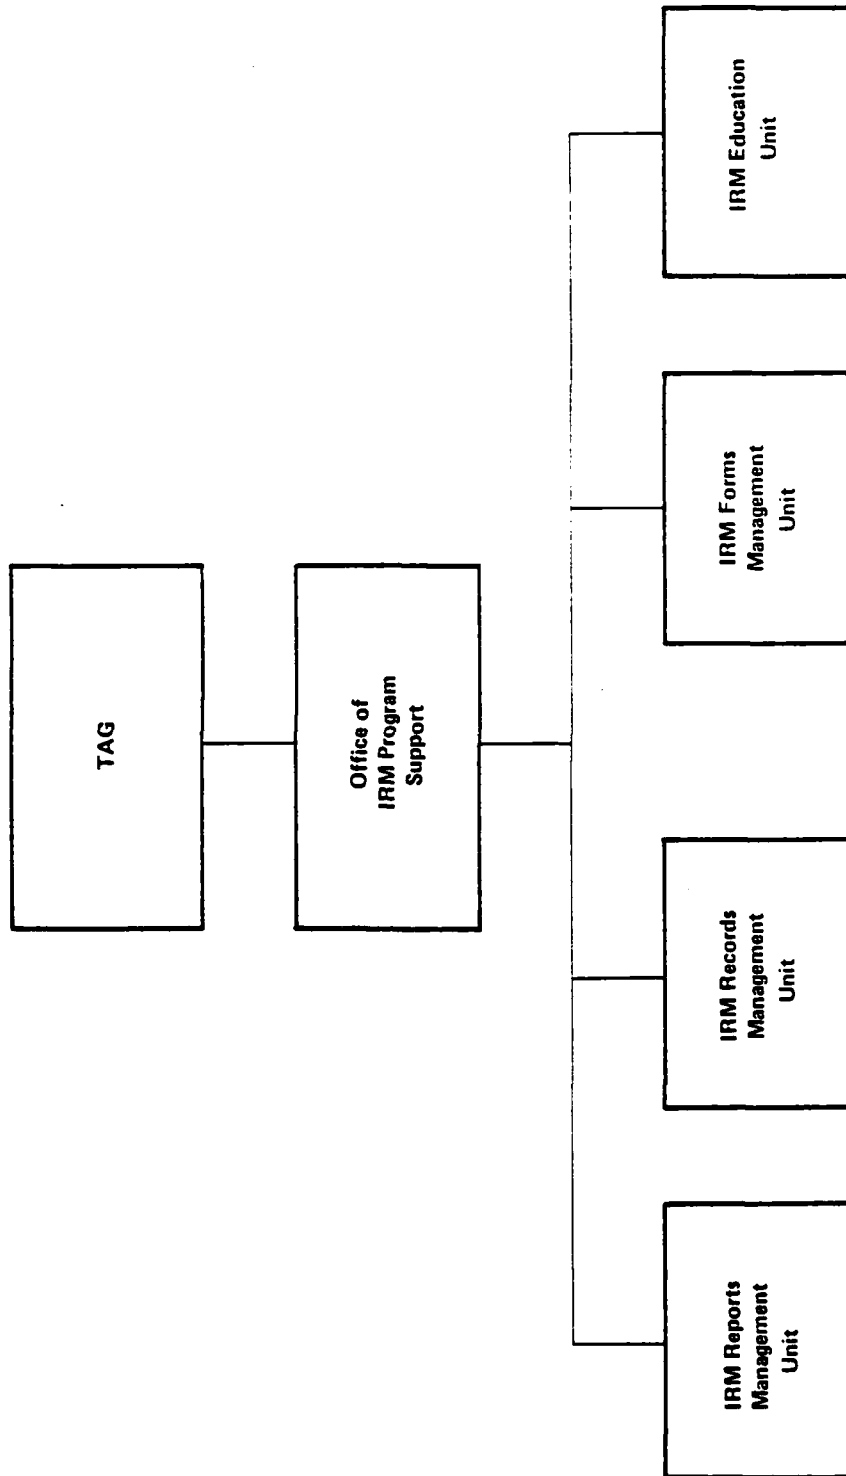 TAG
Office of
IRM Program
Support
IRM Reports
Management
Unit
IRM Records
Management
Unit
IRM Forms
Management
Unit
IRM Education
Unit